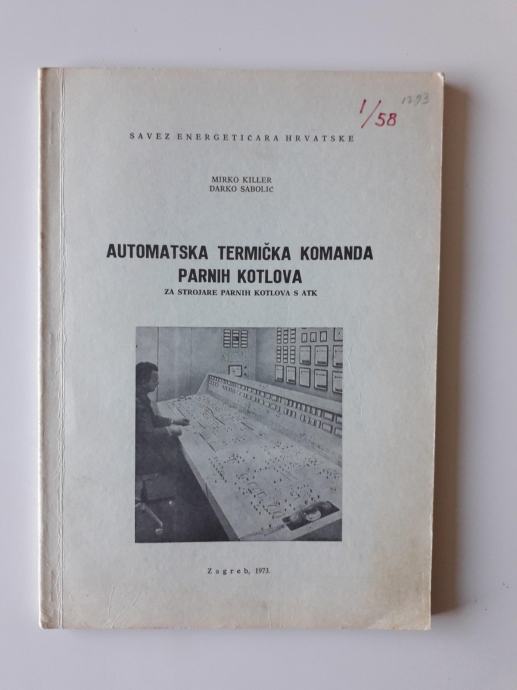 1/58
1293
SAVEZ ENERGETIČARA HRVATSKE
MIRKO KILLER
DARKO SABOLIĆ
AUTOMATSKA TERMIČKA KOMANDA
PARNIH KOTLOVA
ZA STROJARE PARNIH KOTLOVA S ATK
Zagreb, 1973.